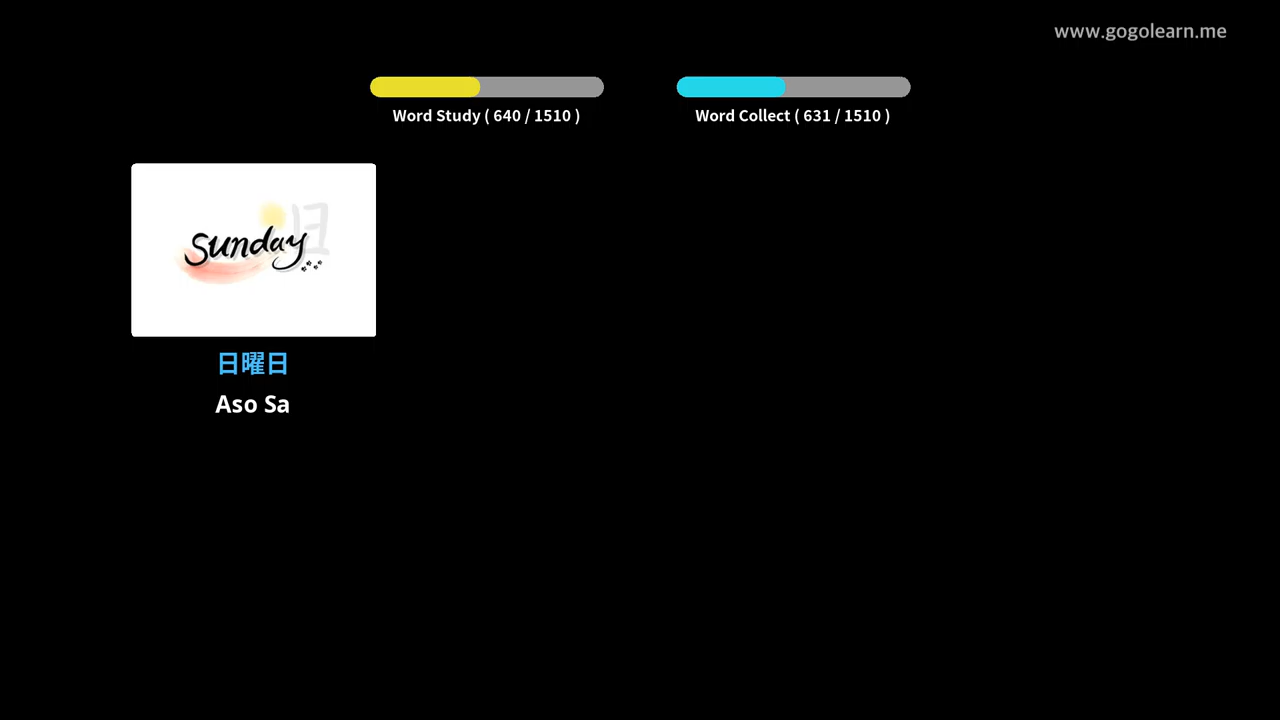 www.gogolearn.me
Word Study ( 640 / 1510 )
Word Collect ( 631 / 1510 )
Sunday
日
日曜日
Aso Sa